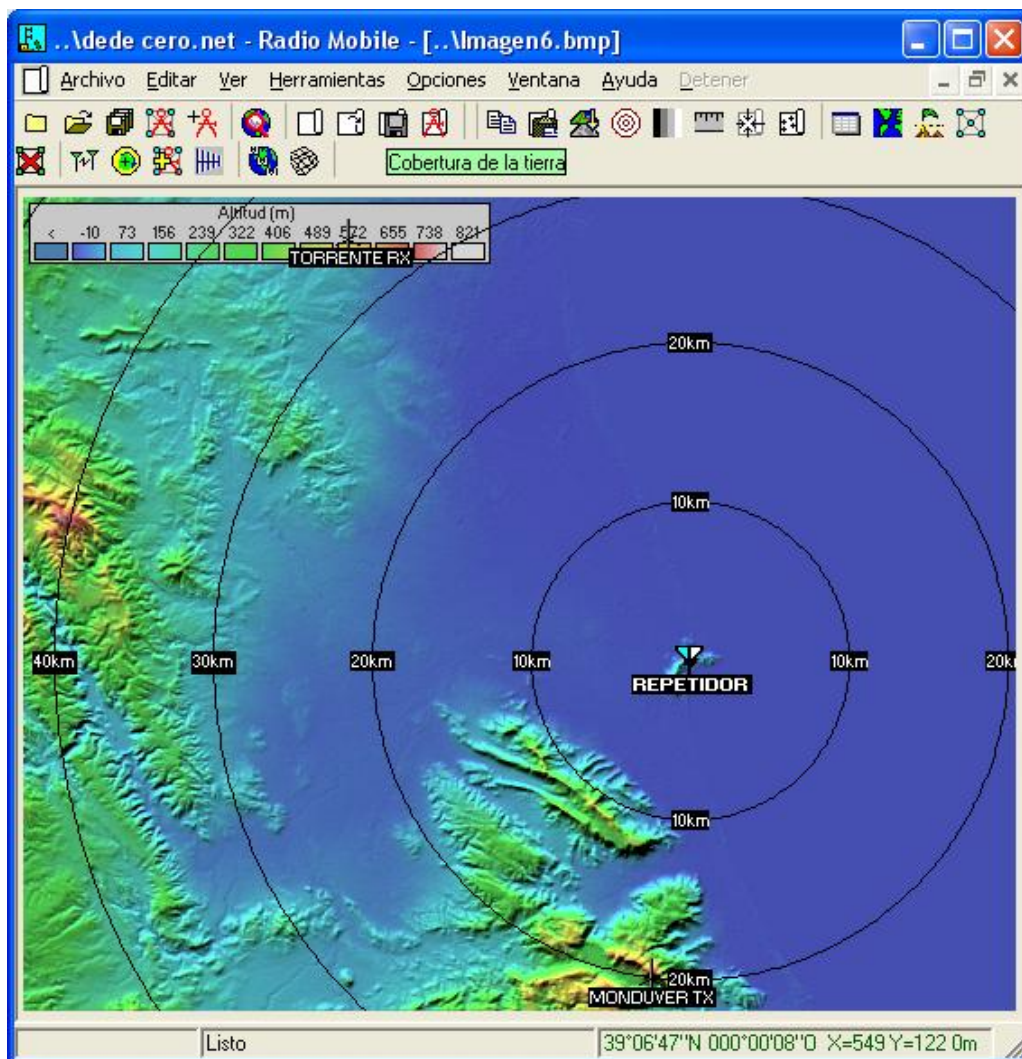 ..\dede cero.net - Radio Mobile - [..\Imagen6.bmp]
Archivo Editar Ver Herramientas Opciones Ventana Ayuda Detener
Cobertura de la tierra
Altitud (m)
< -10 73 156 239 322 406 489 572 655 738 821
TORRENTE RX
20km
10km
40km 30km 20km 10km 10km 20k
REPETIDOR
10km
20km
MONDUVER TX
Listo 39°06'47"N 000°00'08"O X=549 Y=122 0m